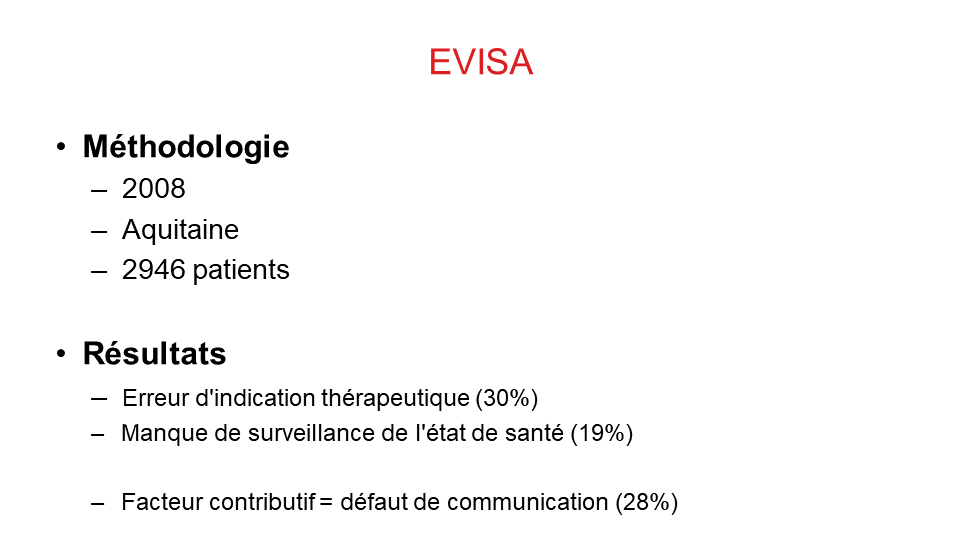 EVISA
• Méthodologie
– 2008
– Aquitaine
– 2946 patients
• Résultats
– Erreur d'indication thérapeutique (30%)
– Manque de surveillance de l'état de santé (19%)
– Facteur contributif = défaut de communication (28%)